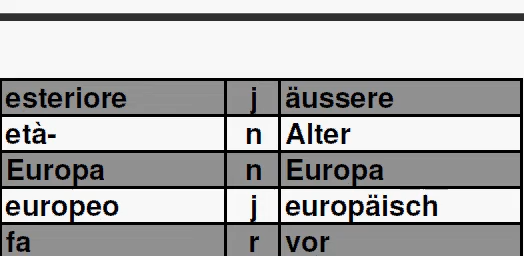 esteriore j äussere
età- n Alter
Europa n Europa
europeo j europäisch
fa r vor